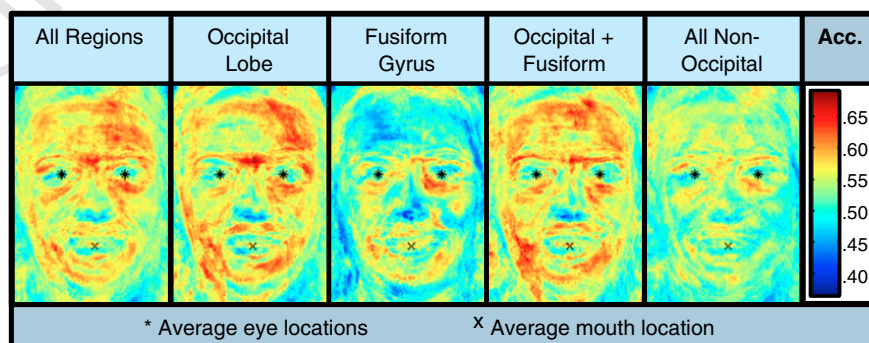 All Regions
Occipital
Lobe
Fusiform
Gyrus
Occipital +
Fusiform
All Non-
Occipital
Acc.
.65
.60
.55
.50
.45
.40
* Average eye locations
x Average mouth location